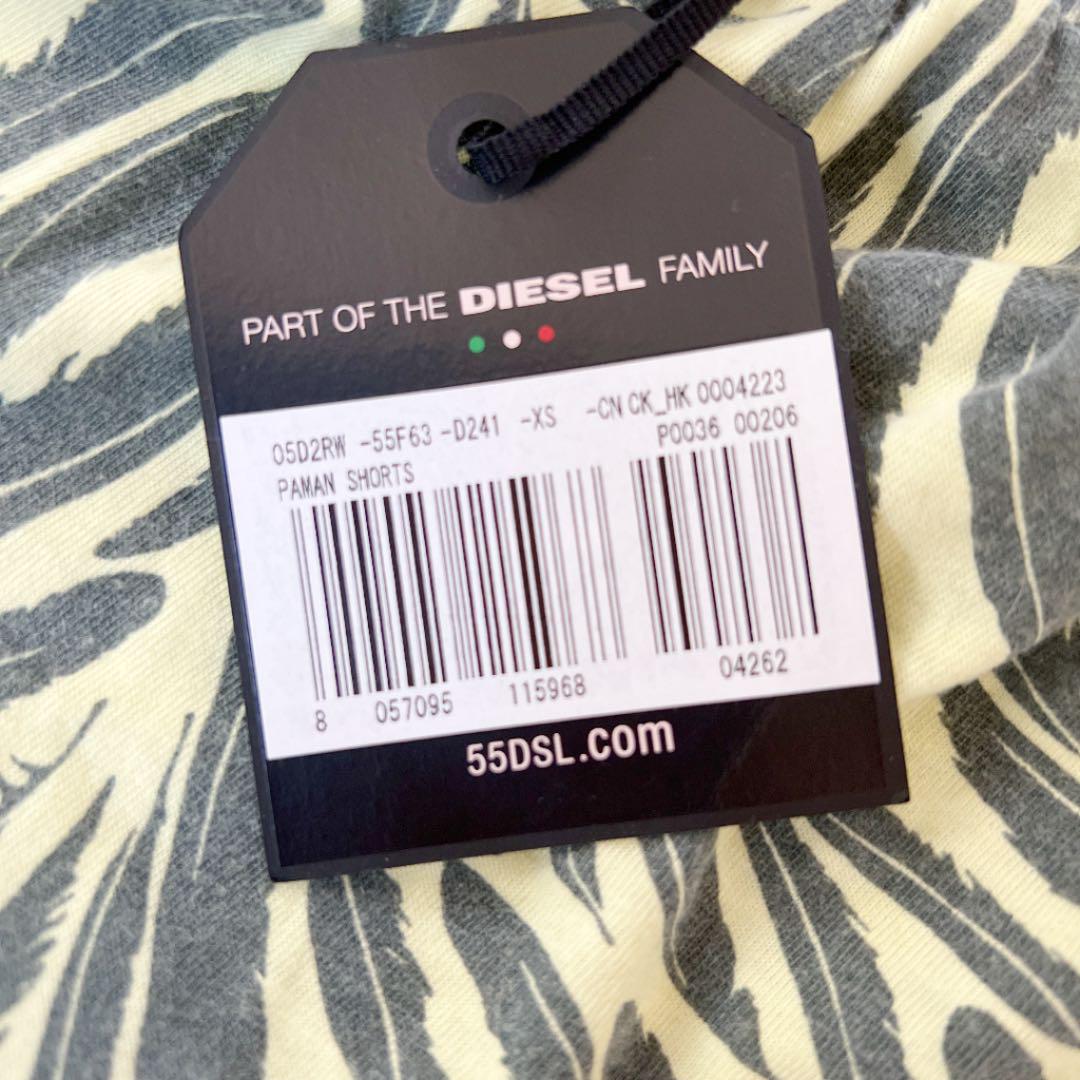 PART OF THE DIESEL FAMILY
05D2RW -55F63 -D241 -XS -CN CK_HK 0004223
PAMAN SHORTS P0036 00206
8 057095 115968 04262
55DSL.com